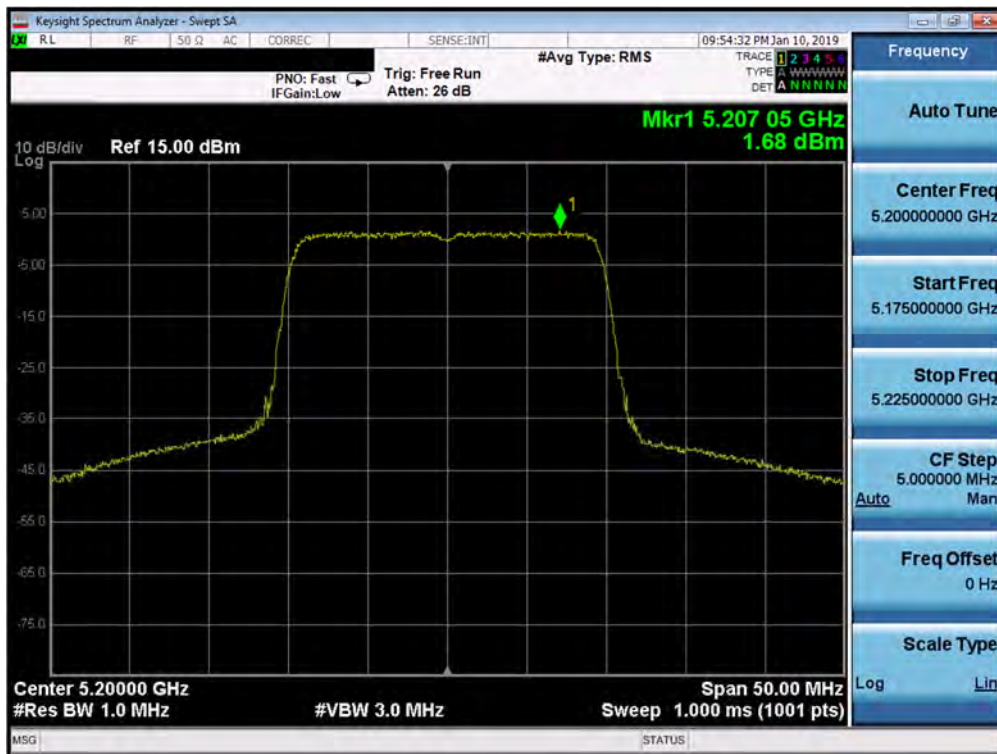 Keysight Spectrum Analyzer - Swept SA
LXI RL RF 50 Ω AC CORREC SENSE:INT 09:54:32 PM Jan 10, 2019
PNO: Fast Trig: Free Run #Avg Type: RMS TRACE 1 2 3 4 5 6
IFGain:Low Atten: 26 dB TYPE A WWWWW
DET A N N N N N
Mkr1 5.207 05 GHz
1.68 dBm
10 dB/div Ref 15.00 dBm
Log
1
-5.00
-5.00
-15.0
-25.0
-35.0
-45.0
-55.0
-65.0
-75.0
Center 5.20000 GHz Span 50.00 MHz
#Res BW 1.0 MHz #VBW 3.0 MHz Sweep 1.000 ms (1001 pts)
MSG STATUS
Frequency
Auto Tune
Center Freq
5.200000000 GHz
Start Freq
5.175000000 GHz
Stop Freq
5.225000000 GHz
CF Step
5.000000 MHz
Auto Man
Freq Offset
0 Hz
Scale Type
Log Lin